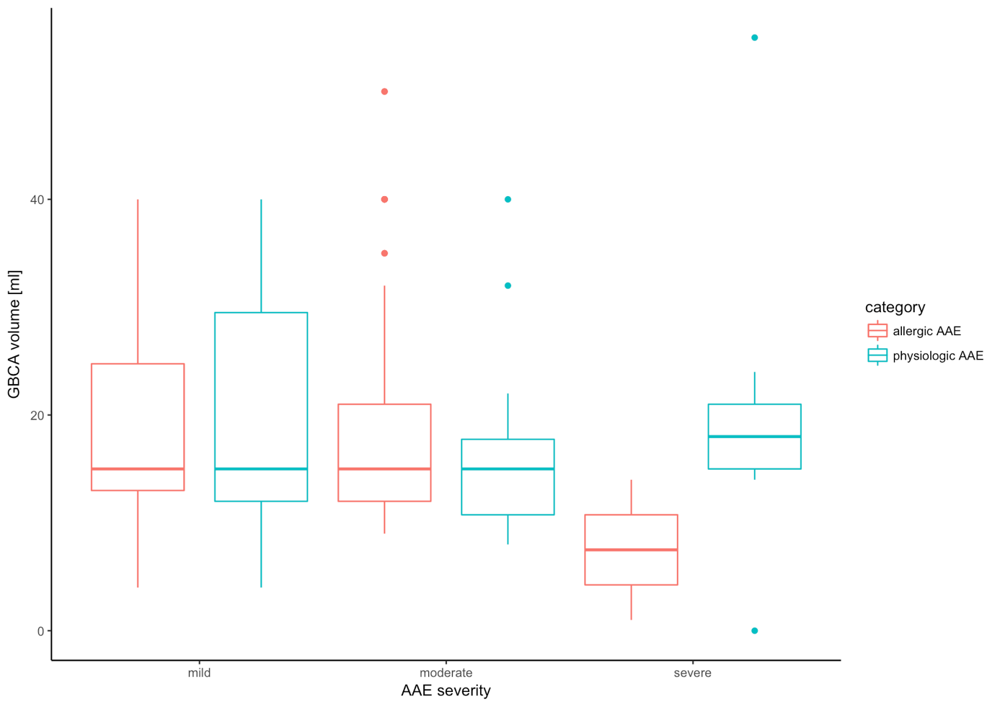 GBCA volume [ml]
40
20
0
mild
moderate
severe
AAE severity
category
allergic AAE
physiologic AAE